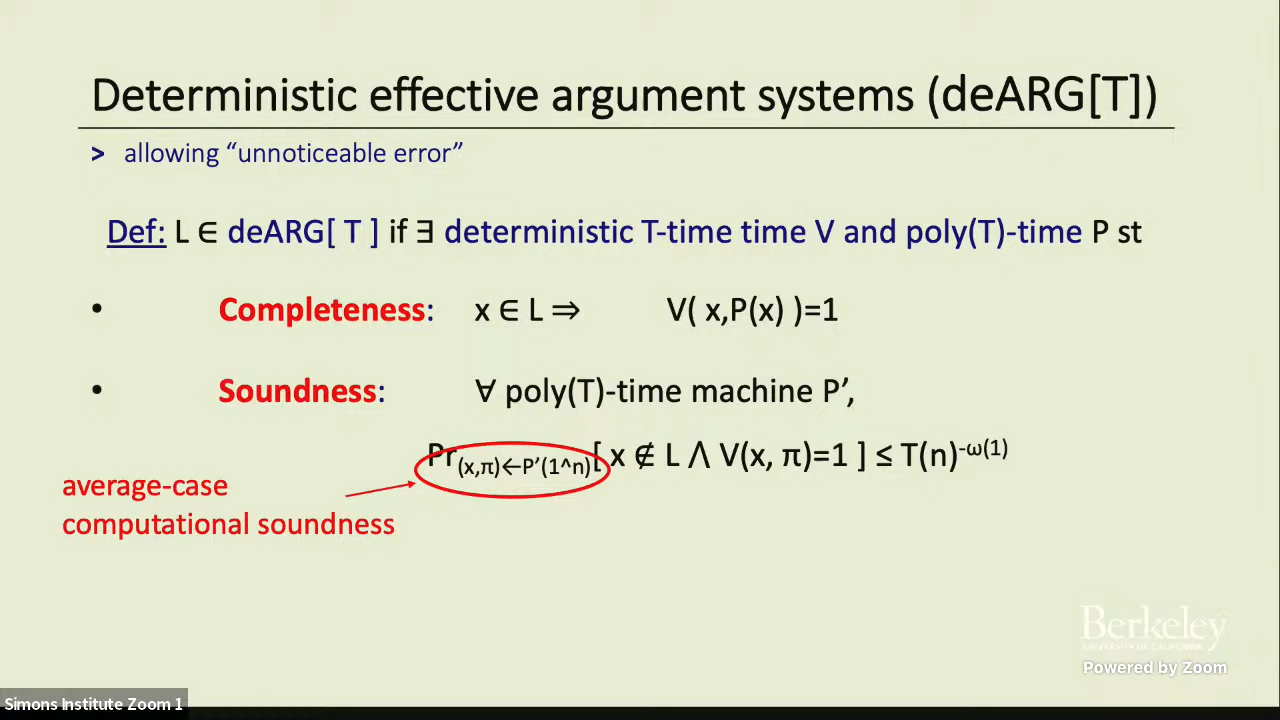 Deterministic effective argument systems (deARG[T])
> allowing “unnoticeable error”
Def: L ∈ deARG[ T ] if ∃ deterministic T-time time V and poly(T)-time P st
• Completeness: x ∈ L ⇒ V( x,P(x) )=1
• Soundness: ∀ poly(T)-time machine P’,
Pr(x,π)←P’(1^n)[ x ∉ L ⋀ V(x, π)=1 ] ≤ T(n)-ω(1)
average-case
computational soundness
Berkeley
UNIVERSITY OF CALIFORNIA
Powered by Zoom
Simons Institute Zoom 1